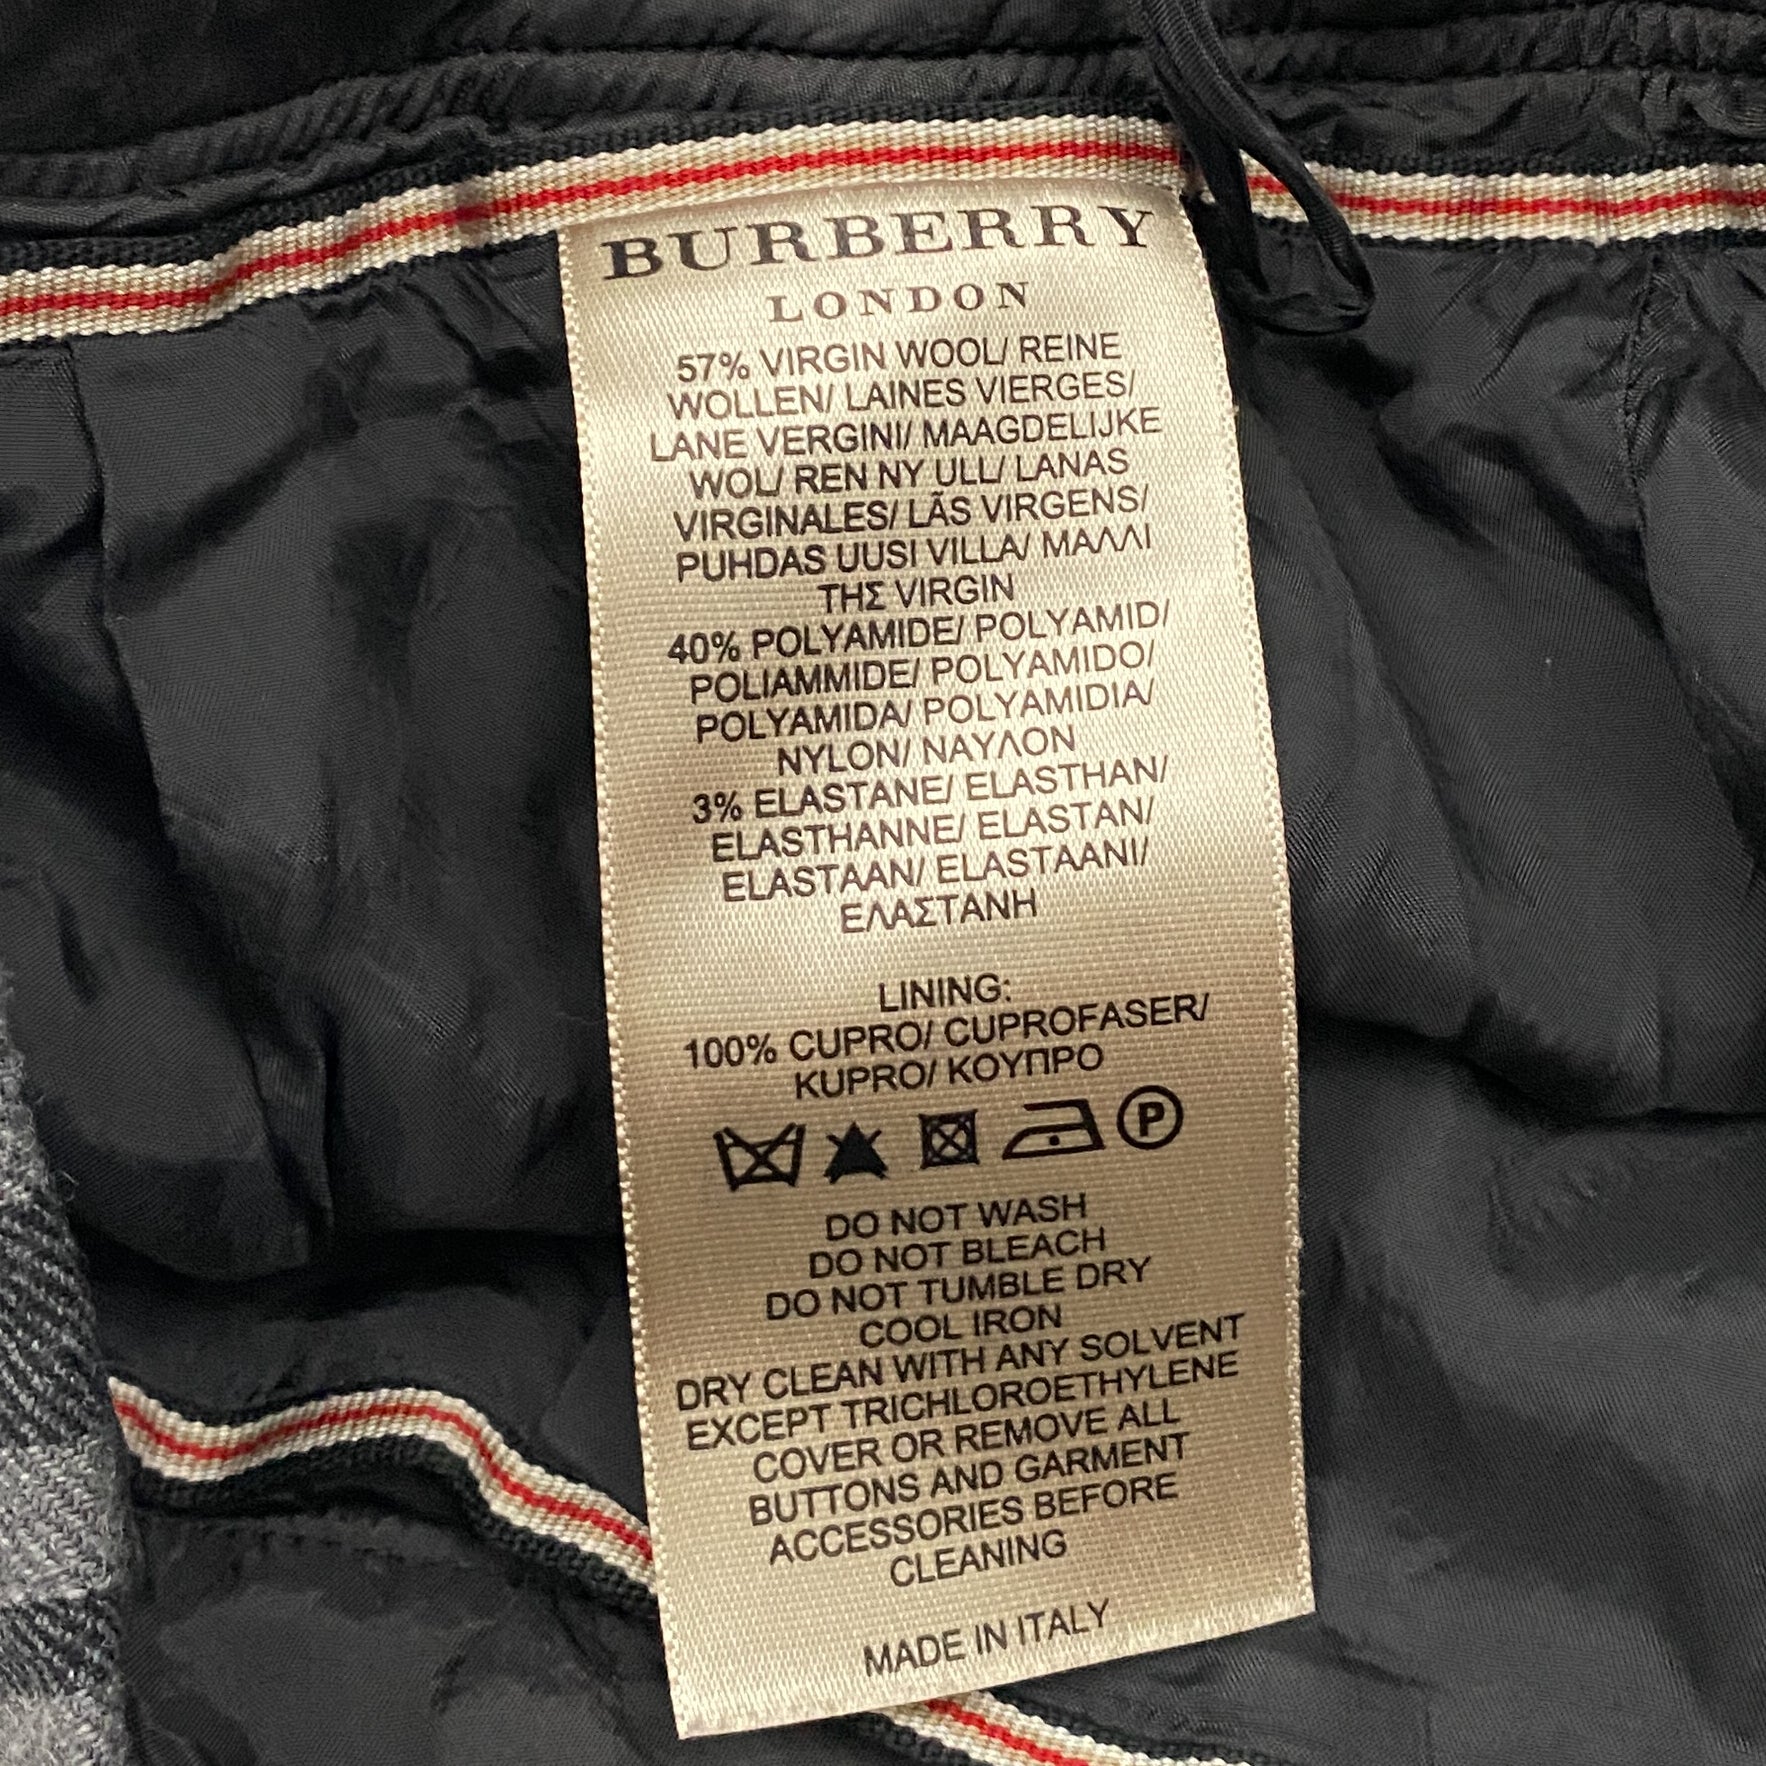 BURBERRY
LONDON
57% VIRGIN WOOL/ REINE
WOLLEN/ LAINES VIERGES/
LANE VERGINI/ MAAGDELIJKE
WOL/ REN NY ULL/ LANAS
VIRGINALES/ LÃS VIRGENS/
PUHDAS UUSI VILLA/ ΜΑΛΛΙ
ΤΗΣ VIRGIN
40% POLYAMIDE/ POLYAMID/
POLIAMMIDE/ POLYAMIDO/
POLYAMIDA/ POLYAMIDIA/
NYLON/ ΝΑΥΛΟΝ
3% ELASTANE/ ELASTHAN/
ELASTHANNE/ ELASTAN/
ELASTAAN/ ELASTAANI/
ΕΛΑΣΤΑΝΗ
LINING:
100% CUPRO/ CUPROFASER/
KUPRO/ ΚΟΥΠΡΟ
P
DO NOT WASH
DO NOT BLEACH
DO NOT TUMBLE DRY
COOL IRON
DRY CLEAN WITH ANY SOLVENT
EXCEPT TRICHLOROETHYLENE
COVER OR REMOVE ALL
BUTTONS AND GARMENT
ACCESSORIES BEFORE
CLEANING
MADE IN ITALY